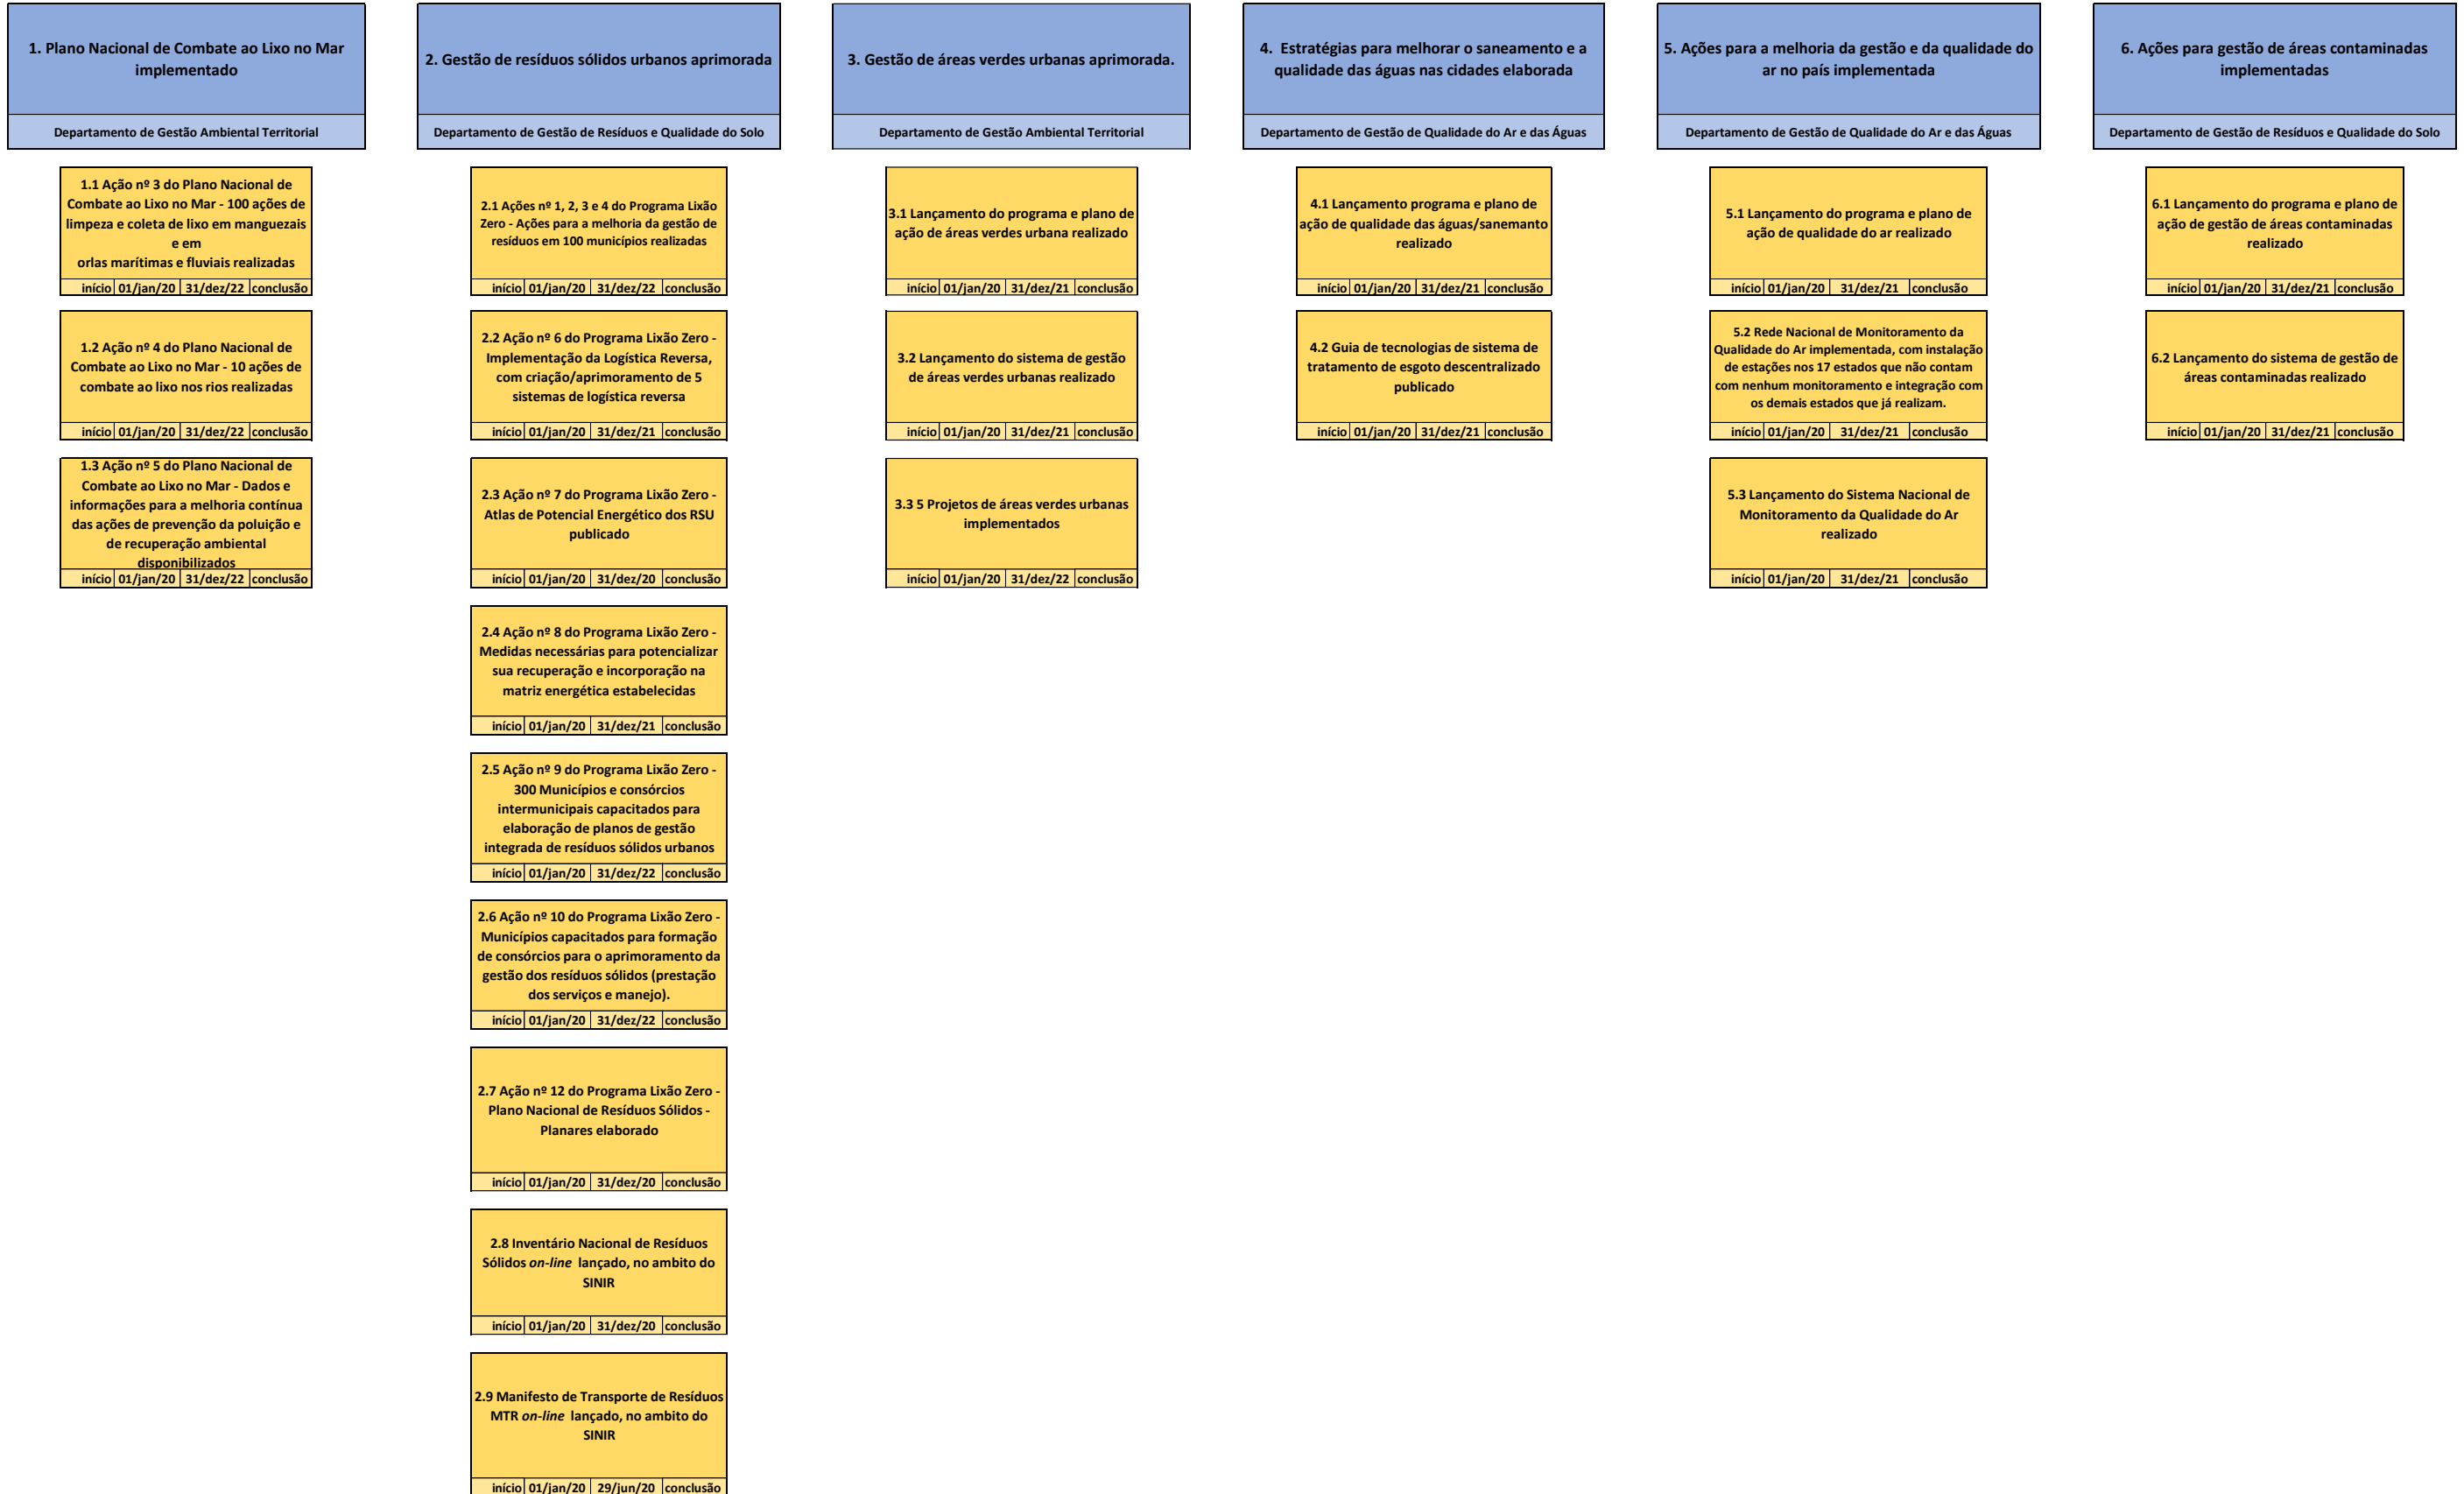 1. Plano Nacional de Combate ao Lixo no Mar
implementado
Departamento de Gestão Ambiental Territorial
1.1 Ação nº 3 do Plano Nacional de
Combate ao Lixo no Mar - 100 ações de
limpeza e coleta de lixo em manguezais
e em
orlas marítimas e fluviais realizadas
início 01/jan/20 31/dez/22 conclusão
1.2 Ação nº 4 do Plano Nacional de
Combate ao Lixo no Mar - 10 ações de
combate ao lixo nos rios realizadas
início 01/jan/20 31/dez/22 conclusão
1.3 Ação nº 5 do Plano Nacional de
Combate ao Lixo no Mar - Dados e
informações para a melhoria contínua
das ações de prevenção da poluição e
de recuperação ambiental
disponibilizados
início 01/jan/20 31/dez/22 conclusão
2. Gestão de resíduos sólidos urbanos aprimorada
Departamento de Gestão de Resíduos e Qualidade do Solo
2.1 Ações nº 1, 2, 3 e 4 do Programa Lixão
Zero - Ações para a melhoria da gestão de
resíduos em 100 municípios realizadas
início 01/jan/20 31/dez/22 conclusão
2.2 Ação nº 6 do Programa Lixão Zero -
Implementação da Logística Reversa,
com criação/aprimoramento de 5
sistemas de logística reversa
início 01/jan/20 31/dez/21 conclusão
2.3 Ação nº 7 do Programa Lixão Zero -
Atlas de Potencial Energético dos RSU
publicado
início 01/jan/20 31/dez/20 conclusão
2.4 Ação nº 8 do Programa Lixão Zero -
Medidas necessárias para potencializar
sua recuperação e incorporação na
matriz energética estabelecidas
início 01/jan/20 31/dez/21 conclusão
2.5 Ação nº 9 do Programa Lixão Zero -
300 Municípios e consórcios
intermunicipais capacitados para
elaboração de planos de gestão
integrada de resíduos sólidos urbanos
início 01/jan/20 31/dez/22 conclusão
2.6 Ação nº 10 do Programa Lixão Zero -
Municípios capacitados para formação
de consórcios para o aprimoramento da
gestão dos resíduos sólidos (prestação
dos serviços e manejo).
início 01/jan/20 31/dez/22 conclusão
2.7 Ação nº 12 do Programa Lixão Zero -
Plano Nacional de Resíduos Sólidos -
Planares elaborado
início 01/jan/20 31/dez/20 conclusão
2.8 Inventário Nacional de Resíduos
Sólidos on-line lançado, no ambito do
SINIR
início 01/jan/20 31/dez/20 conclusão
2.9 Manifesto de Transporte de Resíduos
MTR on-line lançado, no ambito do
SINIR
início 01/jan/20 29/jun/20 conclusão
3. Gestão de áreas verdes urbanas aprimorada.
Departamento de Gestão Ambiental Territorial
3.1 Lançamento do programa e plano de
ação de áreas verdes urbana realizado
início 01/jan/20 31/dez/21 conclusão
3.2 Lançamento do sistema de gestão
de áreas verdes urbanas realizado
início 01/jan/20 31/dez/21 conclusão
3.3 5 Projetos de áreas verdes urbanas
implementados
início 01/jan/20 31/dez/22 conclusão
4. Estratégias para melhorar o saneamento e a
qualidade das águas nas cidades elaborada
Departamento de Gestão de Qualidade do Ar e das Águas
4.1 Lançamento programa e plano de
ação de qualidade das águas/sanemanto
realizado
início 01/jan/20 31/dez/21 conclusão
4.2 Guia de tecnologias de sistema de
tratamento de esgoto descentralizado
publicado
início 01/jan/20 31/dez/21 conclusão
5. Ações para a melhoria da gestão e da qualidade do
ar no país implementada
Departamento de Gestão de Qualidade do Ar e das Águas
5.1 Lançamento do programa e plano de
ação de qualidade do ar realizado
início 01/jan/20 31/dez/21 conclusão
5.2 Rede Nacional de Monitoramento da
Qualidade do Ar implementada, com instalação
de estações nos 17 estados que não contam
com nenhum monitoramento e integração com
os demais estados que já realizam.
início 01/jan/20 31/dez/21 conclusão
5.3 Lançamento do Sistema Nacional de
Monitoramento da Qualidade do Ar
realizado
início 01/jan/20 31/dez/21 conclusão
6. Ações para gestão de áreas contaminadas
implementadas
Departamento de Gestão de Resíduos e Qualidade do Solo
6.1 Lançamento do programa e plano de
ação de gestão de áreas contaminadas
realizado
início 01/jan/20 31/dez/21 conclusão
6.2 Lançamento do sistema de gestão de
áreas contaminadas realizado
início 01/jan/20 31/dez/21 conclusão